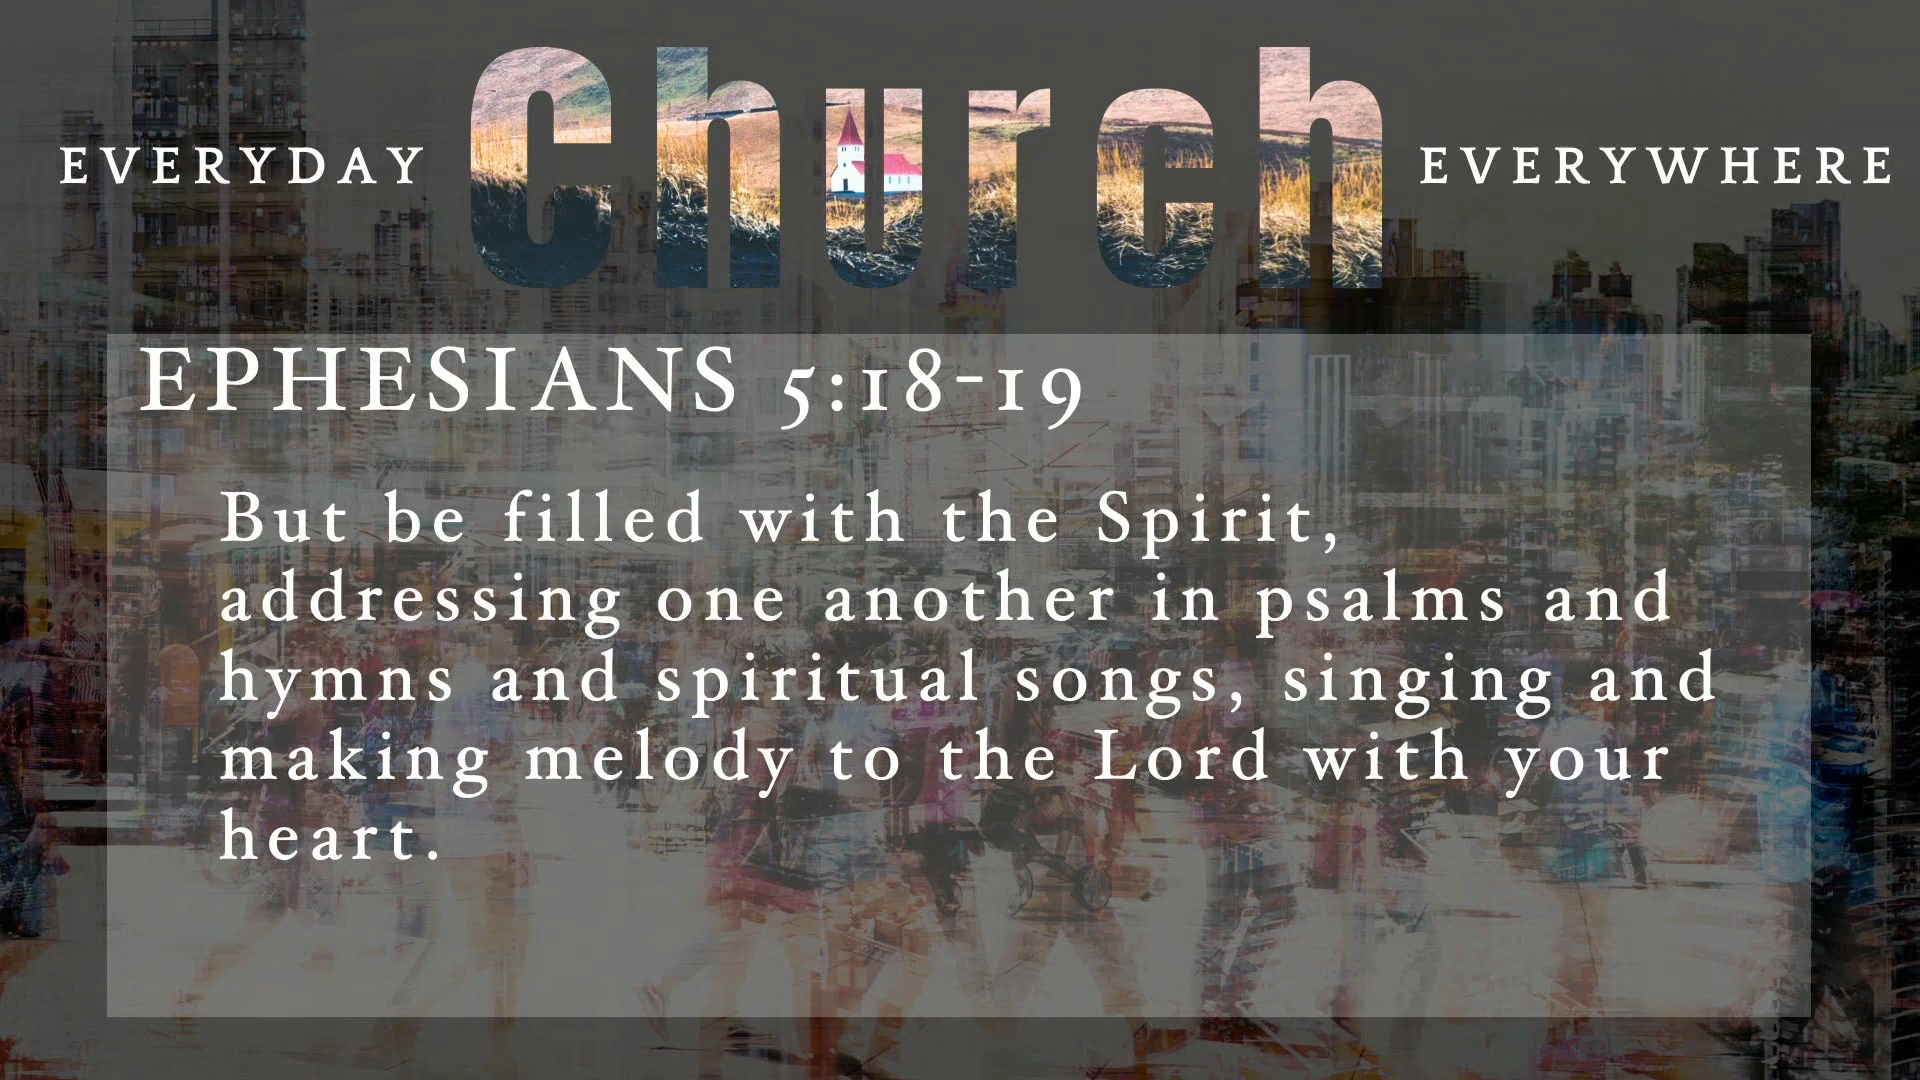 EVERYDAY Church EVERYWHERE
EPHESIANS 5:18-19
But be filled with the Spirit,
addressing one another in psalms and
hymns and spiritual songs, singing and
making melody to the Lord with your
heart.